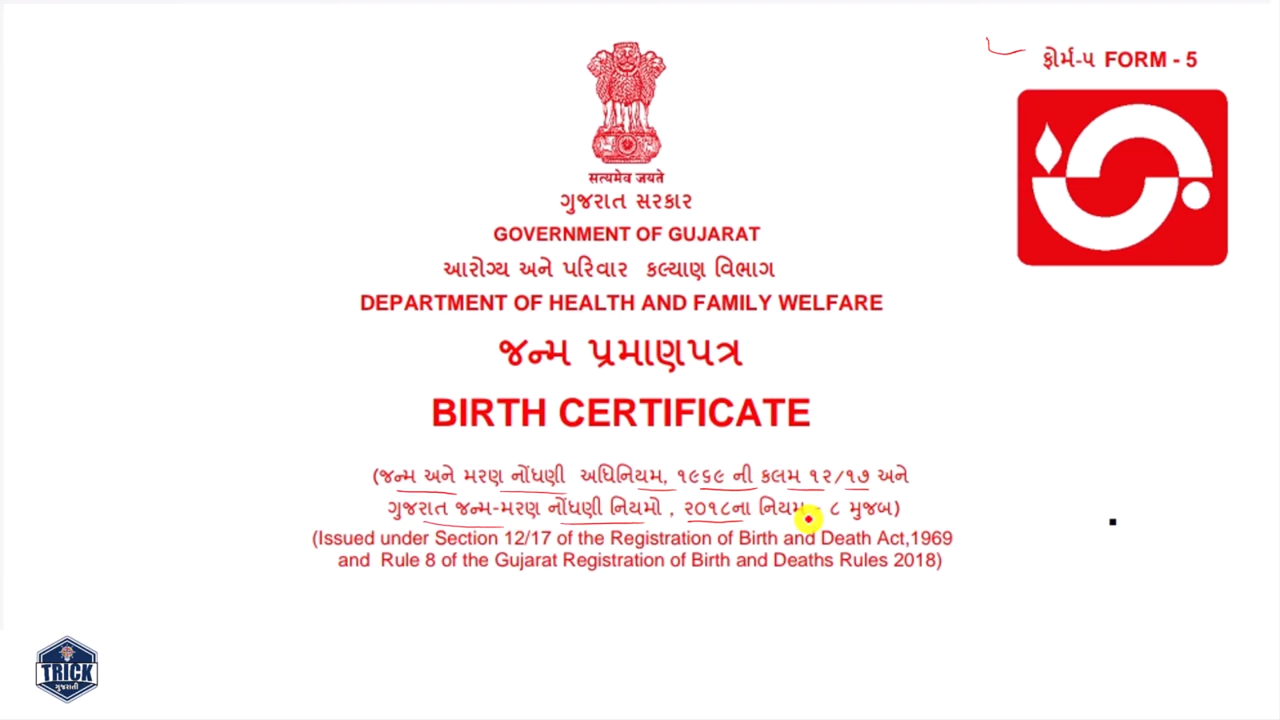 ફોર્મ-૫ FORM - 5
सत्यमेव जयते
ગુજરાત સરકાર
GOVERNMENT OF GUJARAT
આરોગ્ય અને પરિવાર કલ્યાણ વિભાગ
DEPARTMENT OF HEALTH AND FAMILY WELFARE
જન્મ પ્રમાણપત્ર
BIRTH CERTIFICATE
(જન્મ અને મરણ નોંધણી અધિનિયમ, ૧૯૬૯ ની કલમ ૧૨/૧૭ અને
ગુજરાત જન્મ-મરણ નોંધણી નિયમો , ૨૦૧૮ના નિયમ - ૮ મુજબ)
(Issued under Section 12/17 of the Registration of Birth and Death Act,1969
and Rule 8 of the Gujarat Registration of Birth and Deaths Rules 2018)
TRICK
ગુજરાતી